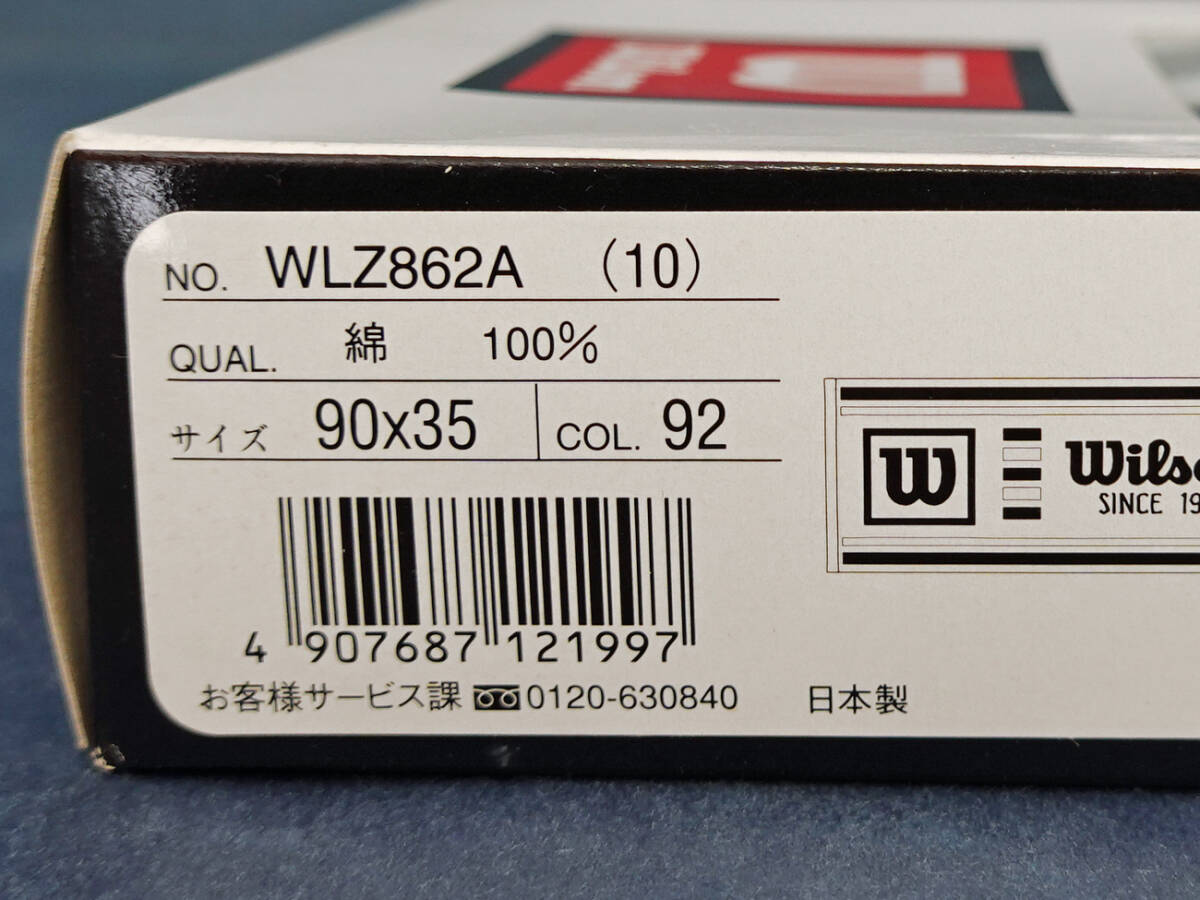 NO. WLZ862A (10)
QUAL. 綿 100%
サイズ 90x35 COL. 92
W Wils
SINCE 19
4 907687 121997
お客様サービス課 0120-630840 日本製